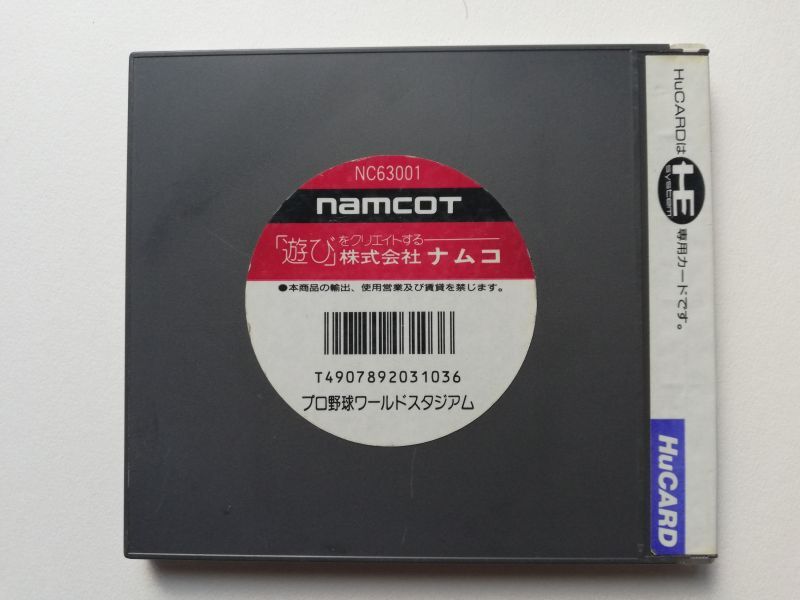 NC63001
namcot
「遊び」をクリエイトする
株式会社 ナムコ
●本商品の輸出、使用営業及び賃貸を禁じます。
T4907892031036
プロ野球ワールドスタジアム
HuCARDは HE system 専用カードです。
HuCARD